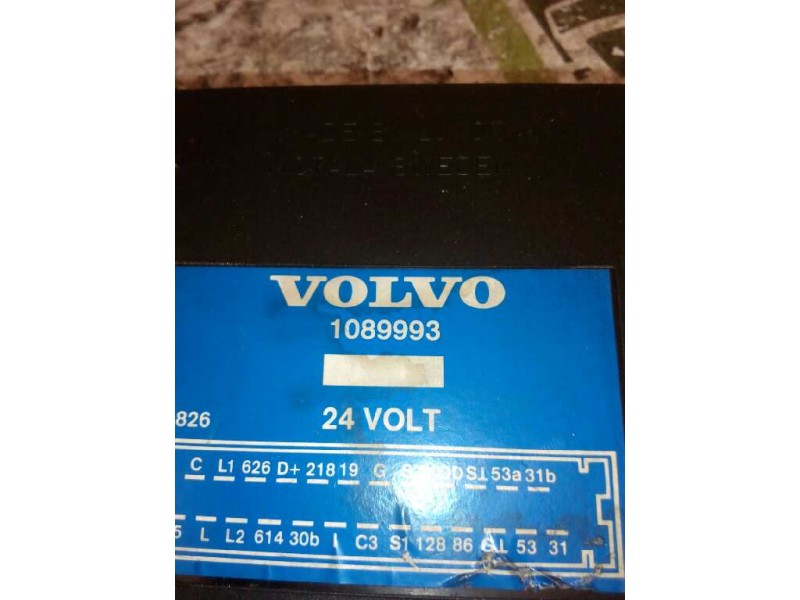 SWEDEN
VOLVO
1089993
826 24 VOLT
C L1 626 D+ 218 19 G S⊥ 53a 31b
L L2 614 30b I C3 S1 128 86 G⊥ 53 31